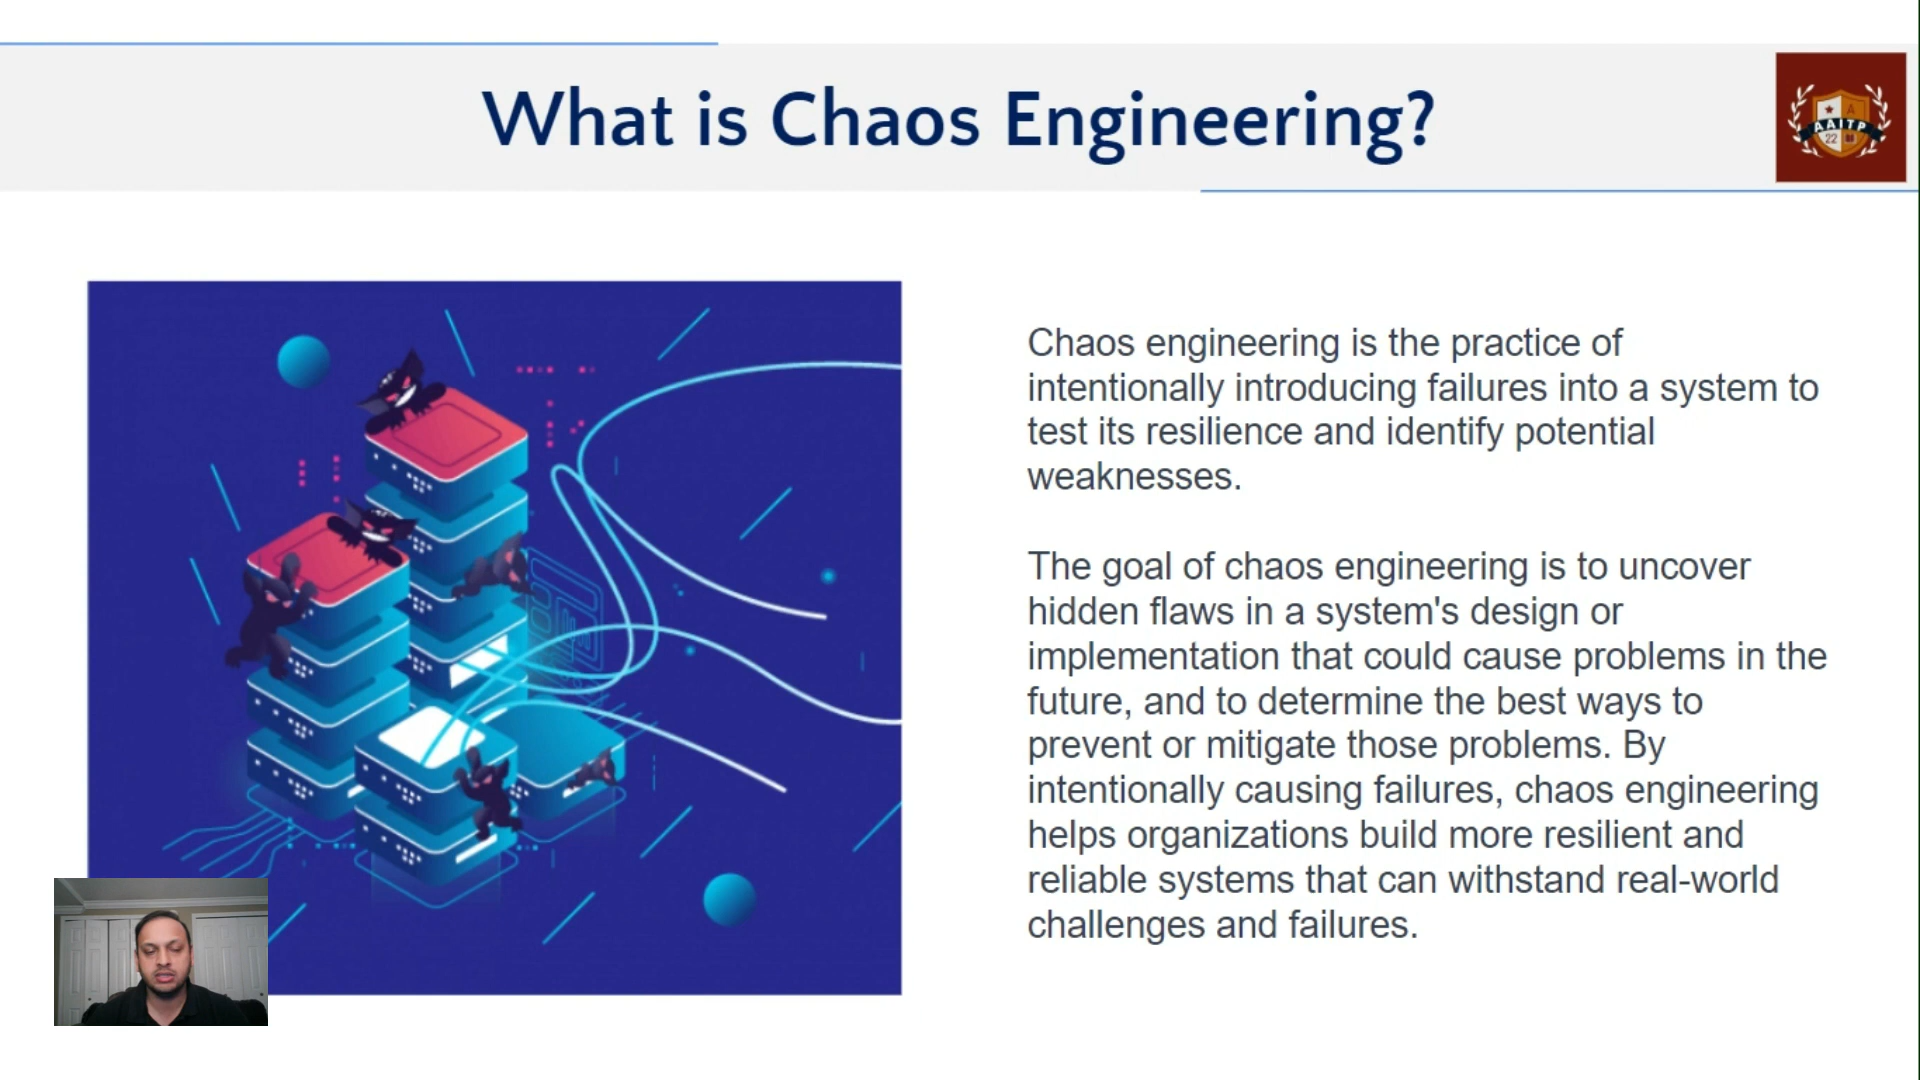 What is Chaos Engineering?
A
AAITP
22
Chaos engineering is the practice of
intentionally introducing failures into a system to
test its resilience and identify potential
weaknesses.
The goal of chaos engineering is to uncover
hidden flaws in a system's design or
implementation that could cause problems in the
future, and to determine the best ways to
prevent or mitigate those problems. By
intentionally causing failures, chaos engineering
helps organizations build more resilient and
reliable systems that can withstand real-world
challenges and failures.